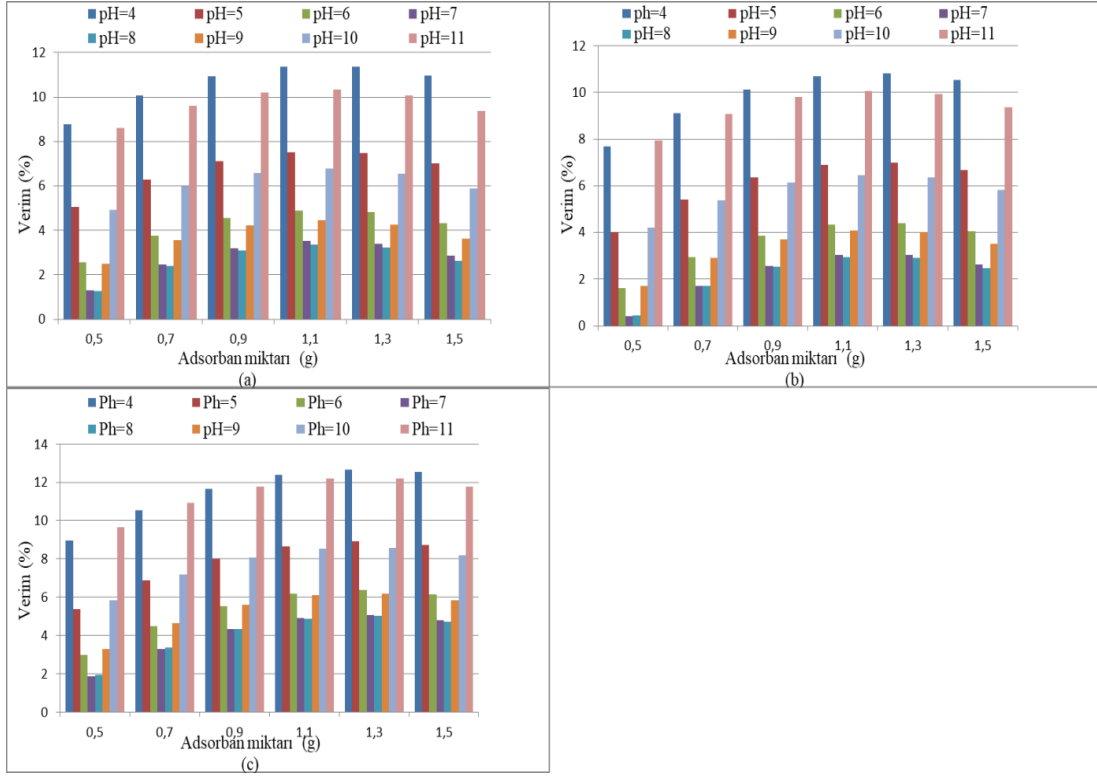 pH=4 pH=5 pH=6 pH=7
pH=8 pH=9 pH=10 pH=11
12
10
8
6
4
2
0
Verim (%)
0,5 0,7 0,9 1,1 1,3 1,5
Adsorban miktarı (g)
(a)
ph=4 pH=5 pH=6 pH=7
pH=8 pH=9 pH=10 pH=11
12
10
8
6
4
2
0
Verim (%)
0,5 0,7 0,9 1,1 1,3 1,5
Adsorban miktarı (g)
(b)
Ph=4 Ph=5 Ph=6 Ph=7
Ph=8 pH=9 Ph=10 Ph=11
14
12
10
8
6
4
2
0
Verim (%)
0,5 0,7 0,9 1,1 1,3 1,5
Adsorban miktarı (g)
(c)